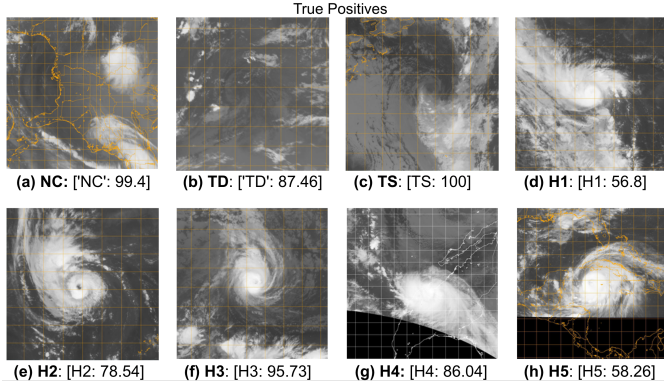 True Positives
(a) NC: ['NC': 99.4]
(b) TD: ['TD': 87.46]
(c) TS: [TS: 100]
(d) H1: [H1: 56.8]
(e) H2: [H2: 78.54]
(f) H3: [H3: 95.73]
(g) H4: [H4: 86.04]
(h) H5: [H5: 58.26]